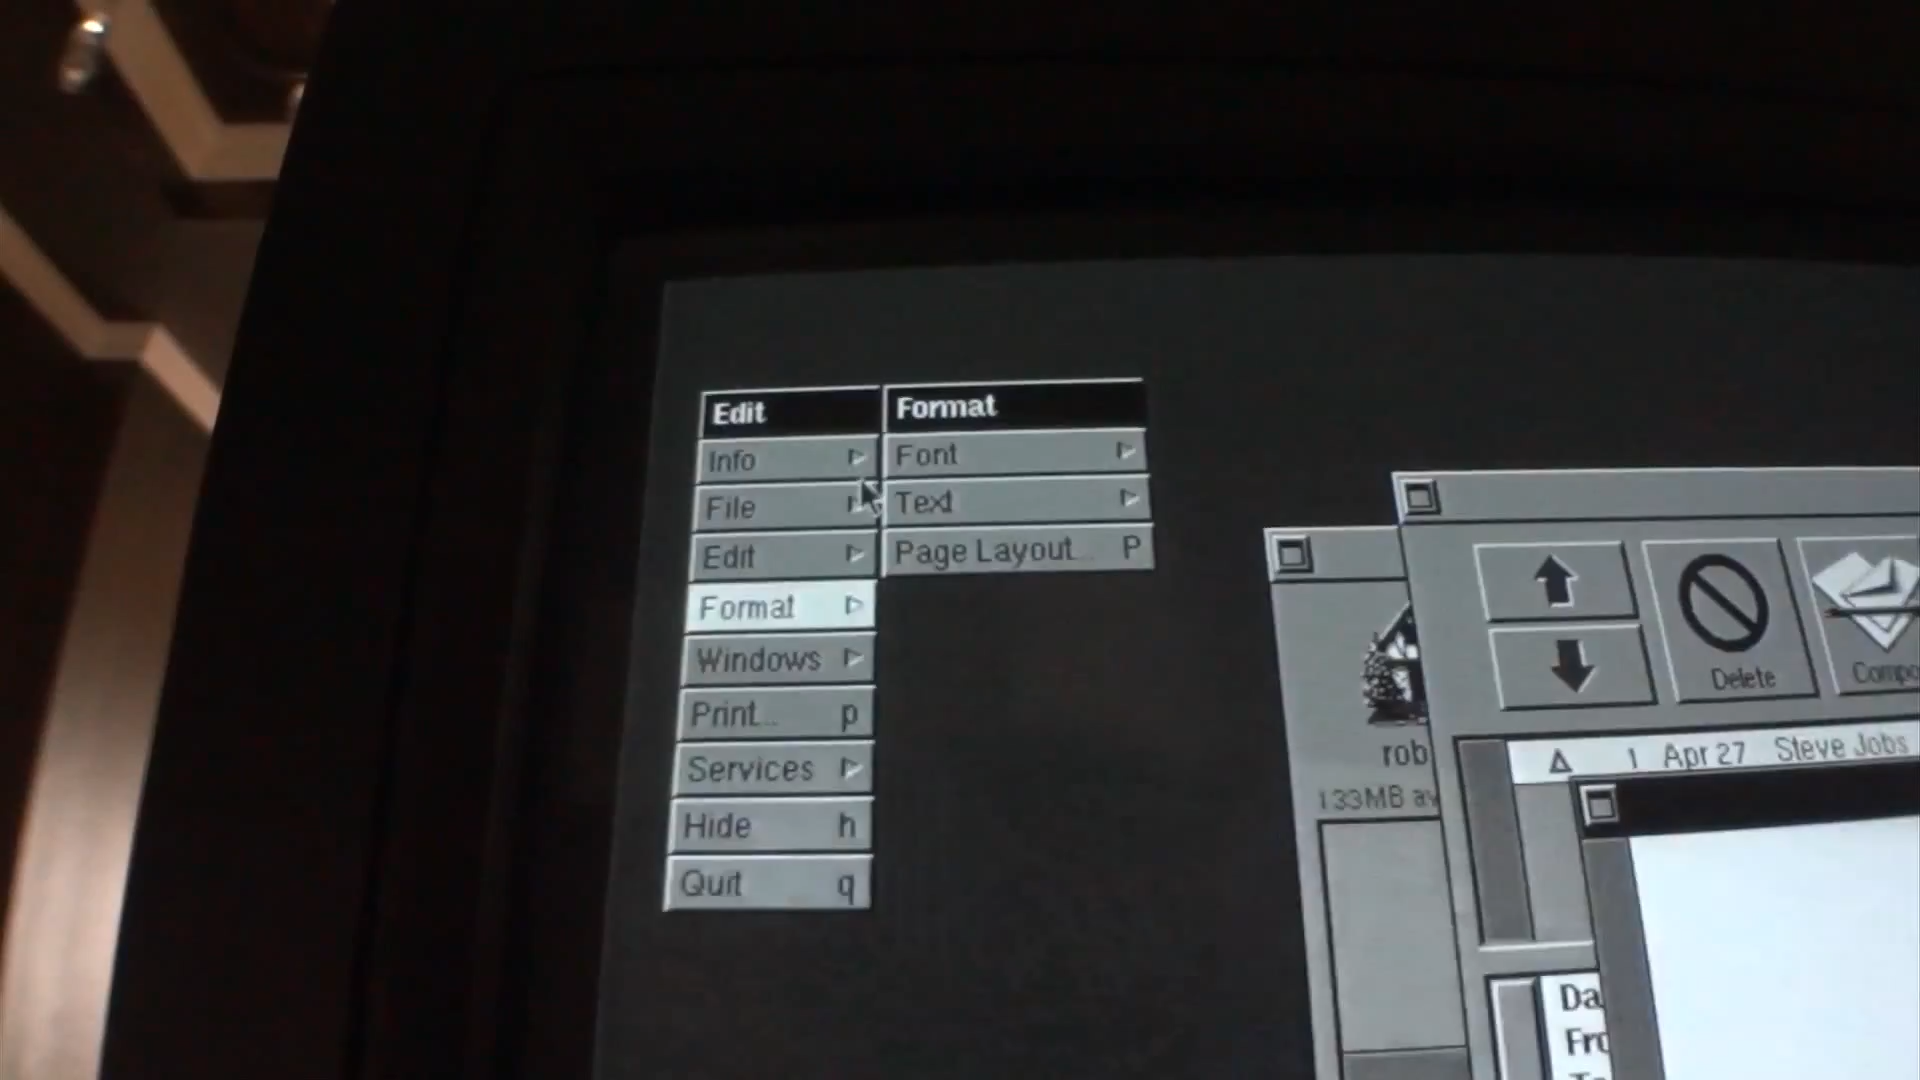 Edit
Info
File
Edit
Format
Windows
Print... p
Services
Hide h
Quit q
Format
Font
Text
Page Layout... P
rob
133MB
Delete
1 Apr 27 Steve Jobs